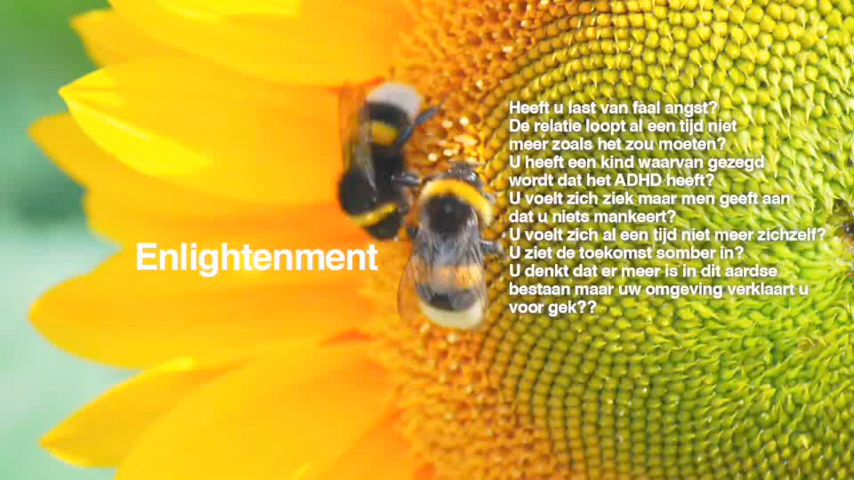 Enlightenment
Heeft u last van faal angst?
De relatie loopt al een tijd niet
meer zoals het zou moeten?
U heeft een kind waarvan gezegd
wordt dat het ADHD heeft?
U voelt zich ziek maar men geeft aan
dat u niets mankeert?
U voelt zich al een tijd niet meer zichzelf?
U ziet de toekomst somber in?
U denkt dat er meer is in dit aardse
bestaan maar uw omgeving verklaart u
voor gek??